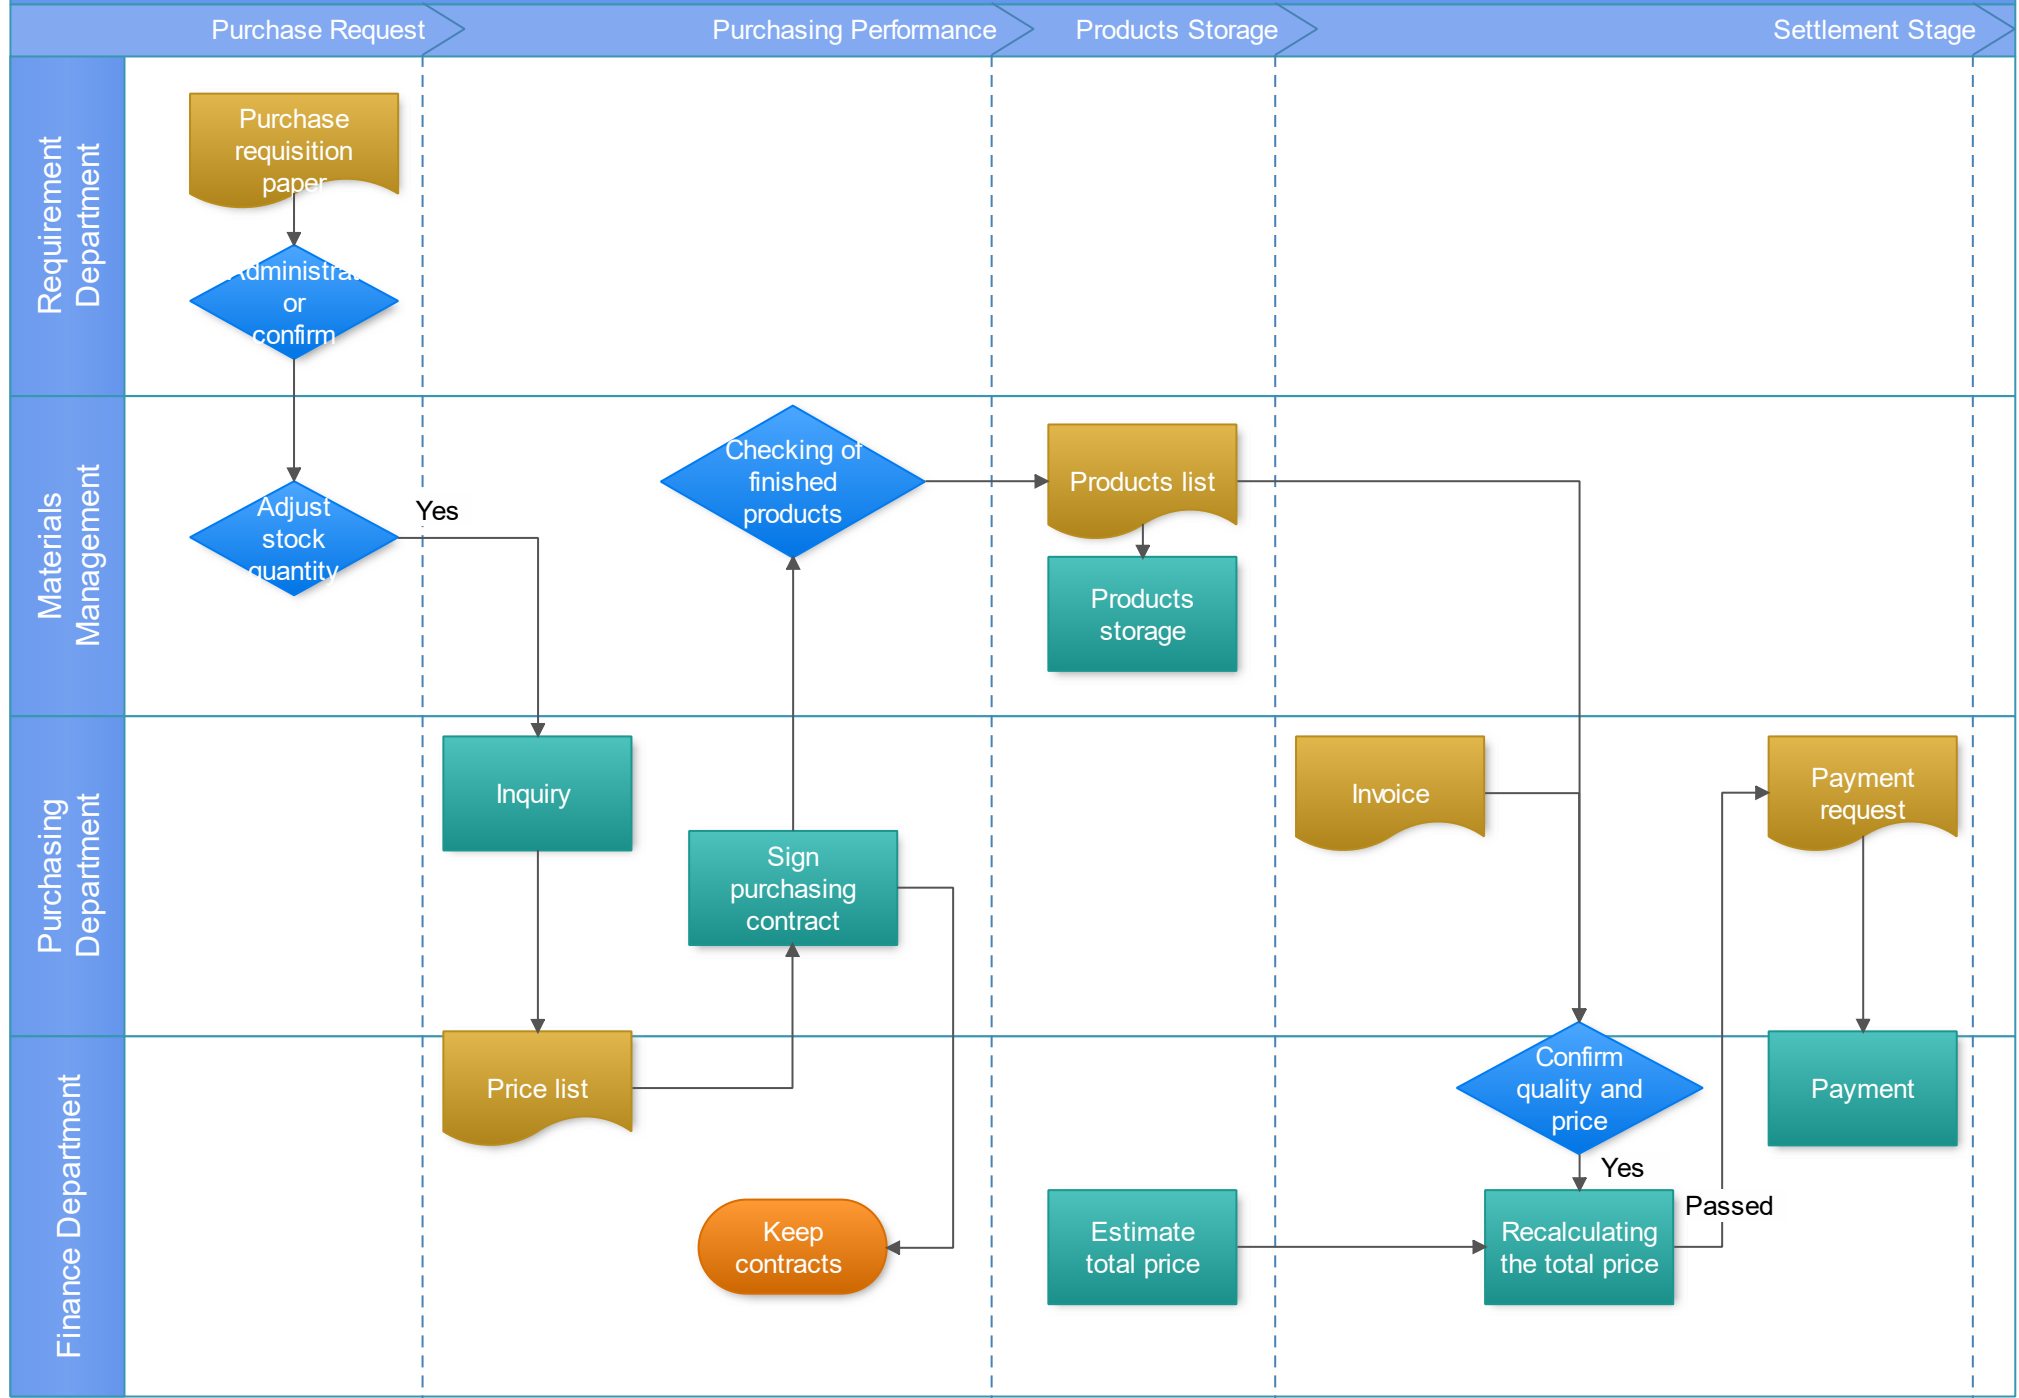 Purchase Request
Purchasing Performance
Products Storage
Settlement Stage
Requirement
Department
Purchase
requisition
paper
Administrat
or
confirm
Materials
Management
Adjust
stock
quantity
Yes
Checking of
finished
products
Products list
Products
storage
Purchasing
Department
Inquiry
Sign
purchasing
contract
Invoice
Payment
request
Finance Department
Price list
Confirm
quality and
price
Payment
Yes
Passed
Keep
contracts
Estimate
total price
Recalculating
the total price